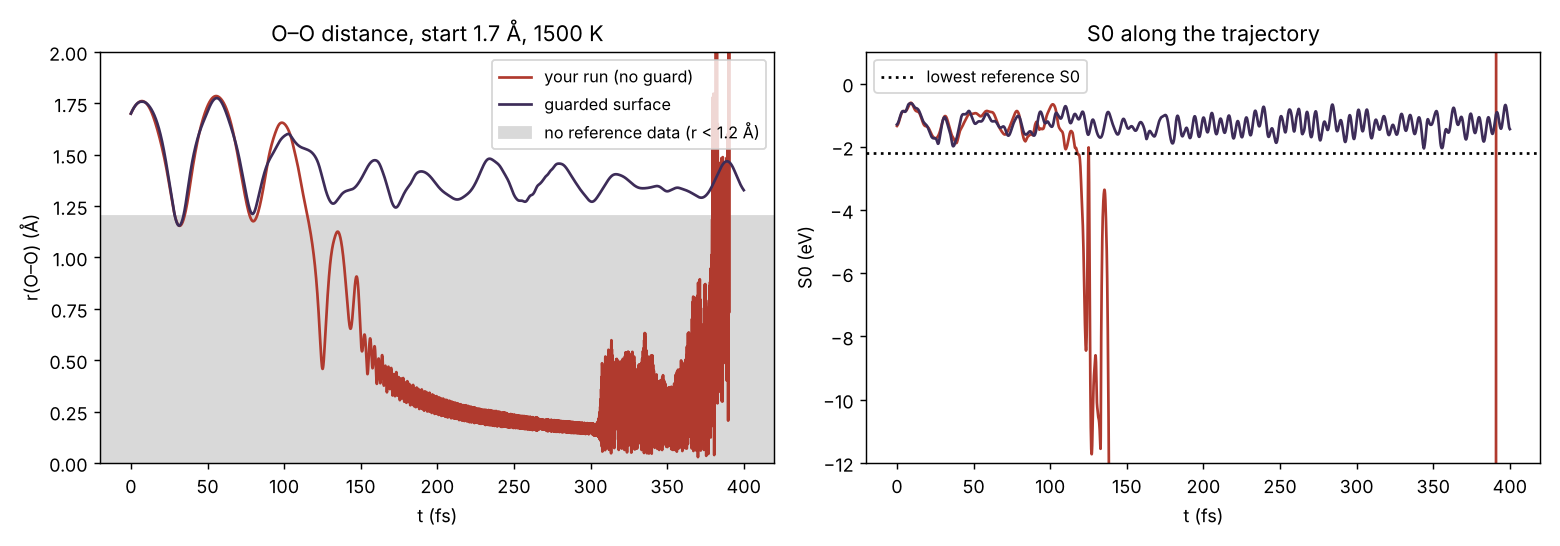 O–O distance, start 1.7 Å, 1500 K
2.00
1.75
1.50
1.25
1.00
0.75
0.50
0.25
0.00
r(O–O) (Å)
your run (no guard)
guarded surface
no reference data (r < 1.2 Å)
0 50 100 150 200 250 300 350 400
t (fs)
S0 along the trajectory
0
−2
−4
−6
−8
−10
−12
S0 (eV)
lowest reference S0
0 50 100 150 200 250 300 350 400
t (fs)